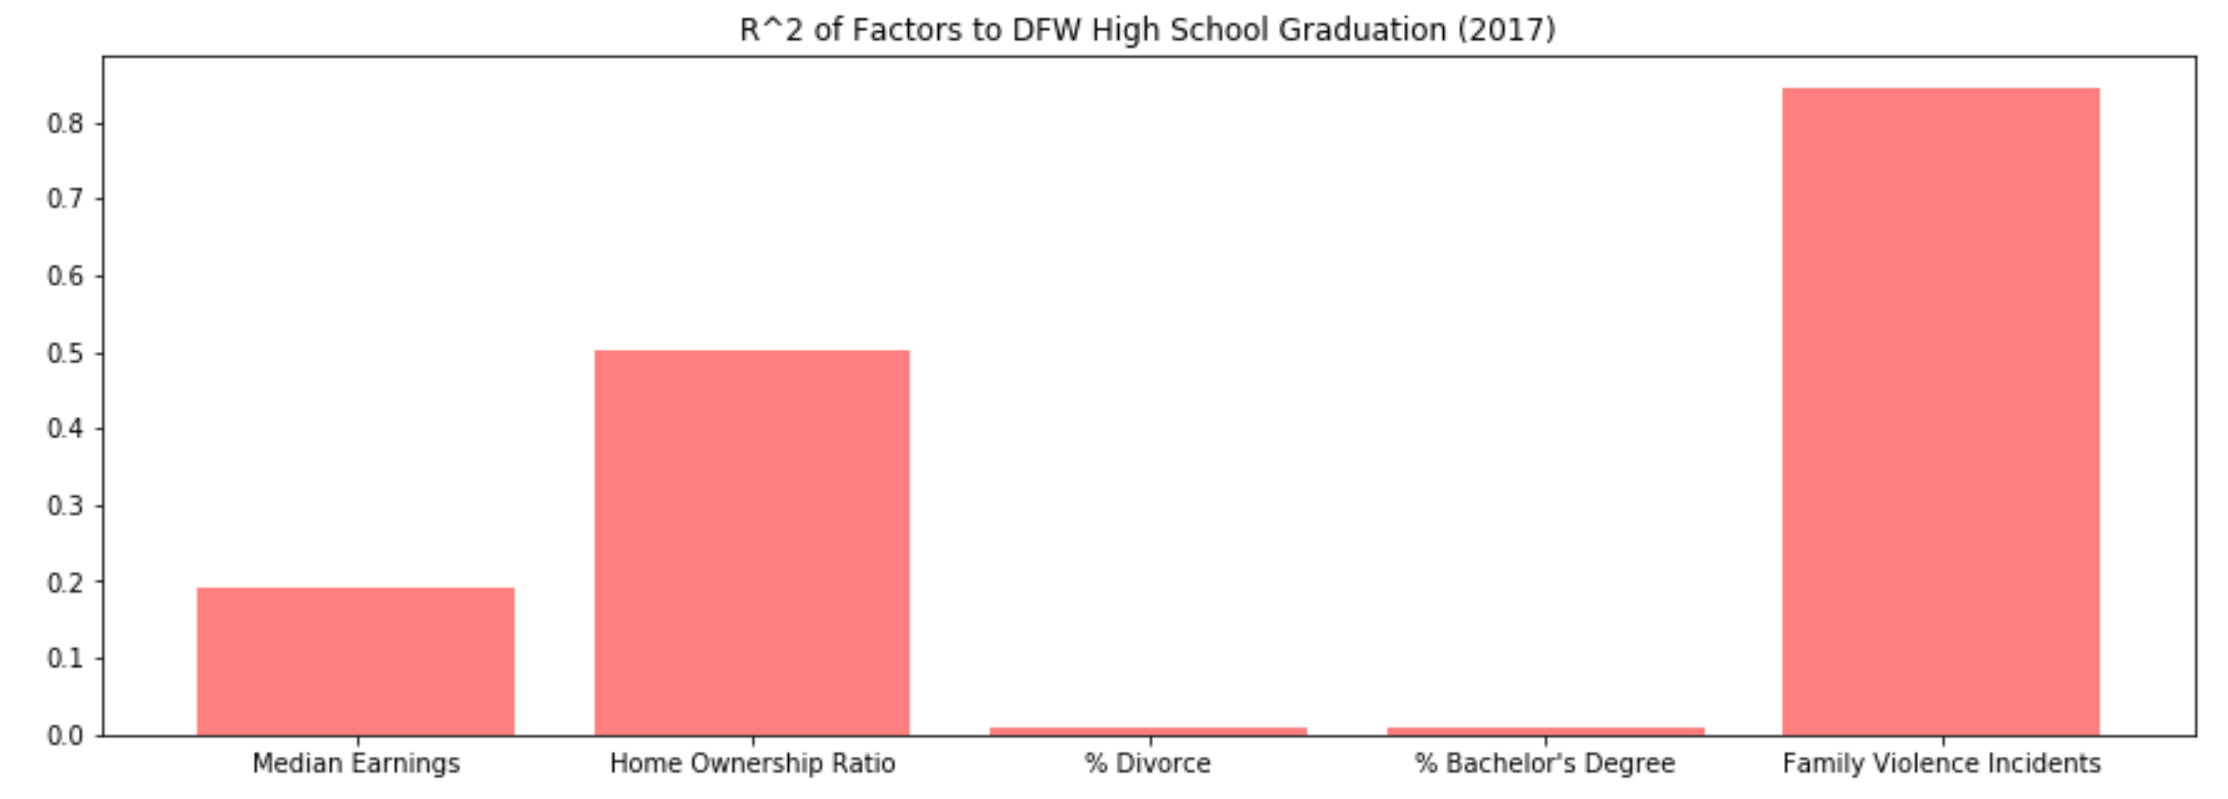 R^2 of Factors to DFW High School Graduation (2017)
0.8
0.7
0.6
0.5
0.4
0.3
0.2
0.1
0.0
Median Earnings
Home Ownership Ratio
% Divorce
% Bachelor's Degree
Family Violence Incidents